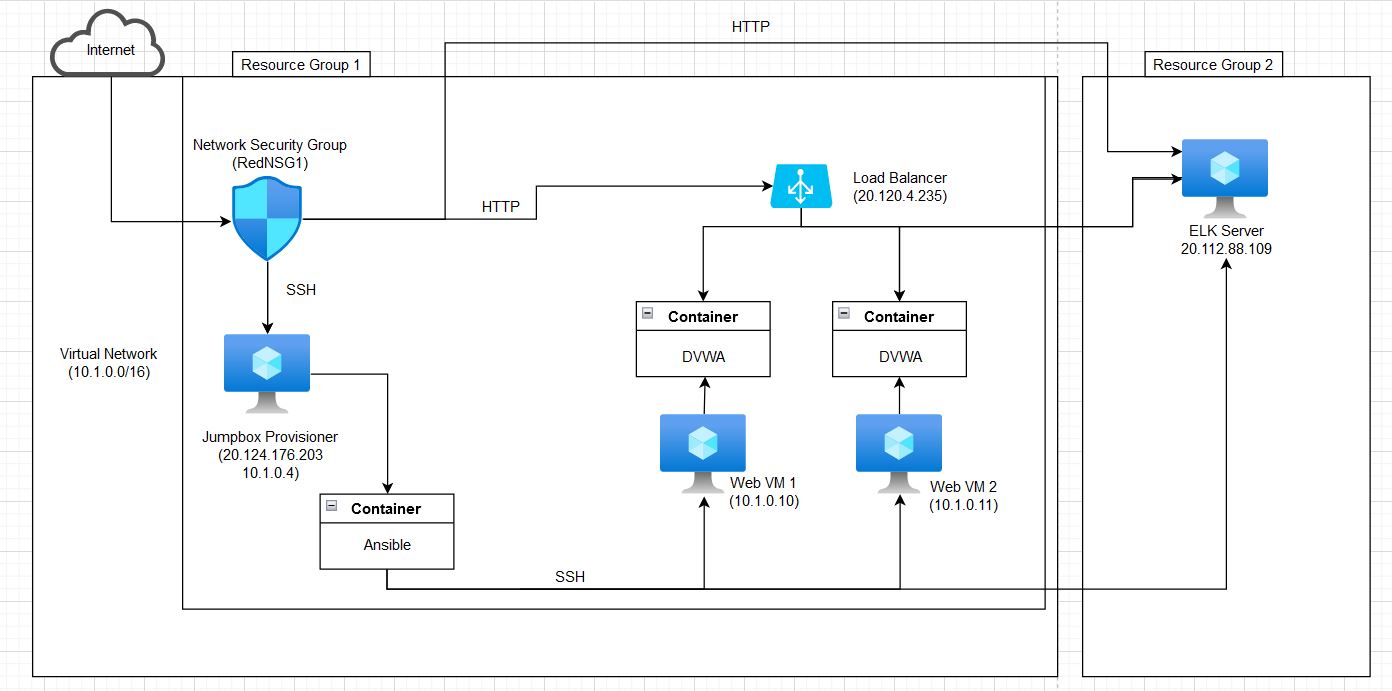 HTTP
Internet
Resource Group 1
Resource Group 2
Network Security Group
(RedNSG1)
Load Balancer
(20.120.4.235)
HTTP
ELK Server
20.112.88.109
SSH
Container
DVWA
Container
DVWA
Virtual Network
(10.1.0.0/16)
Jumpbox Provisioner
(20.124.176.203
10.1.0.4)
Web VM 1
(10.1.0.10)
Web VM 2
(10.1.0.11)
Container
Ansible
SSH